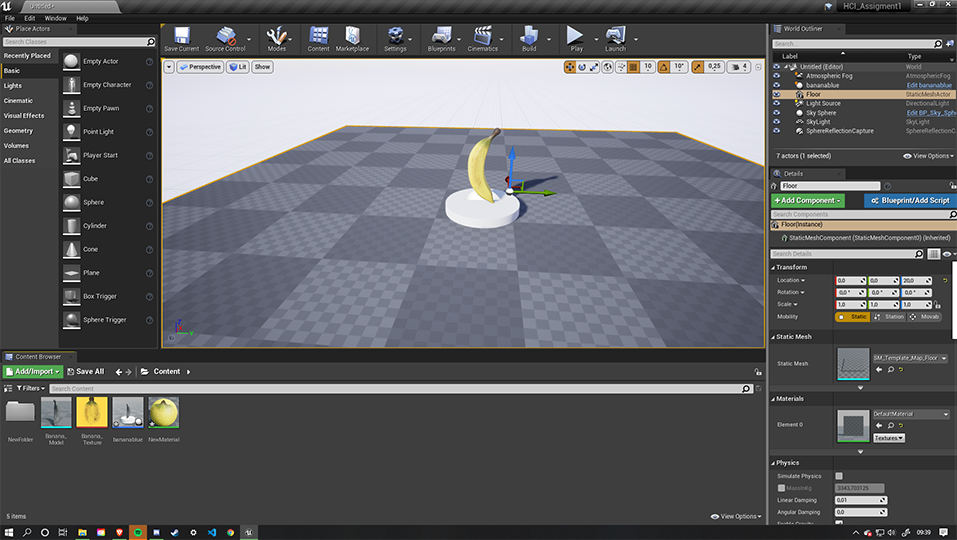 Untitled*
HCI_Assigment1
File Edit Window Help
Place Actors
Search Classes
Recently Placed
Basic
Lights
Cinematic
Visual Effects
Geometry
Volumes
All Classes
Empty Actor
Empty Character
Empty Pawn
Point Light
Player Start
Cube
Sphere
Cylinder
Cone
Plane
Box Trigger
Sphere Trigger
Save Current Source Control Modes Content Marketplace Settings Blueprints Cinematics Build Play Launch
Perspective Lit Show 10 10° 0,25 4
World Outliner
Search
Label Type
Untitled (Editor) World
Atmospheric Fog AtmosphericFog
bananablue Edit bananablue
Floor StaticMeshActor
Light Source DirectionalLight
Sky Sphere Edit BP_Sky_Sphe
SkyLight SkyLight
SphereReflectionCapture SphereReflectionC
7 actors (1 selected) View Options
Details
Floor
+Add Component Blueprint/Add Script
Search Components
Floor(Instance)
StaticMeshComponent (StaticMeshComponent0) (Inherited)
Search Details
Transform
Location 0,0 0,0 20,0
Rotation 0,0° 0,0° 0,0°
Scale 1,0 1,0 1,0
Mobility Static Station Movab
Static Mesh
Static Mesh SM_Template_Map_Floor
Materials
Element 0 DefaultMaterial
Textures
Physics
Simulate Physics
MassInKg 3343,703125
Linear Damping 0,01
Angular Damping 0,0
Enable Gravity
Content Browser
Add/Import Save All Content
Filters Search Content
NewFolder
Banana_
Model
Banana_
Texture
bananablue
NewMaterial
5 items View Options
09:39